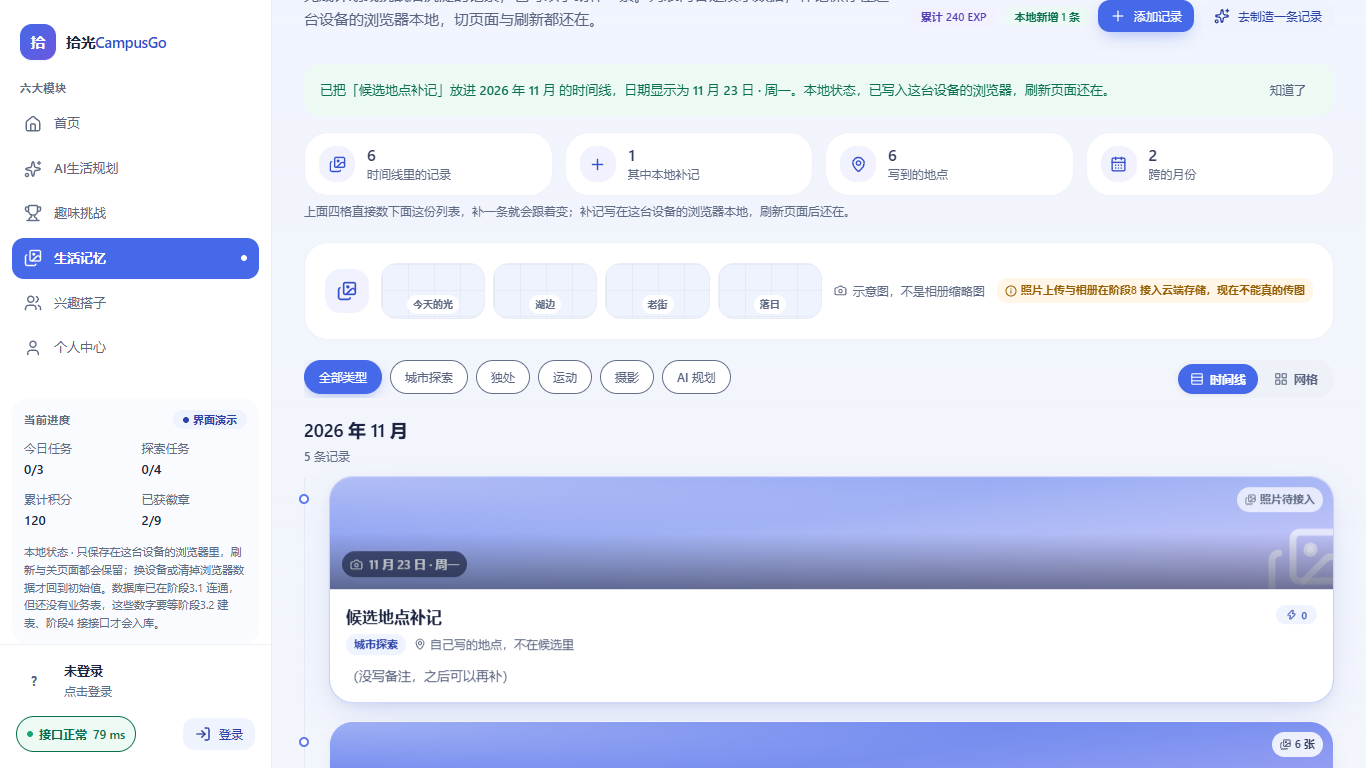 拾
拾光CampusGo
六大模块
首页
AI生活规划
趣味挑战
生活记忆
兴趣搭子
个人中心
当前进度
界面演示
今日任务
探索任务
0/3
0/4
累计积分
已获徽章
120
2/9
本地状态 · 只保存在这台设备的浏览器里，刷
新与关页面都会保留；换设备或清掉浏览器数
据才回到初始值。数据库已在阶段3.1 连通，
但还没有业务表，这些数字要等阶段3.2 建
表、阶段4 接接口才会入库。
?
未登录
点击登录
接口正常 79 ms
登录
台设备的浏览器本地，切页面与刷新都还在。
累计 240 EXP
本地新增 1 条
添加记录
去制造一条记录
已把「候选地点补记」放进 2026 年 11 月 的时间线，日期显示为 11 月 23 日 · 周一。本地状态，已写入这台设备的浏览器，刷新页面还在。
知道了
6
时间线里的记录
1
其中本地补记
6
写到的地点
2
跨的月份
上面四格直接数下面这份列表，补一条就会跟着变；补记写在这台设备的浏览器本地，刷新页面后还在。
今天的光
湖边
老街
落日
示意图，不是相册缩略图
照片上传与相册在阶段8 接入云端存储，现在不能真的传图
全部类型
城市探索
独处
运动
摄影
AI 规划
时间线
网格
2026 年 11 月
5 条记录
照片待接入
11 月 23 日 · 周一
候选地点补记
0
城市探索
自己写的地点，不在候选里
（没写备注，之后可以再补）
6 张